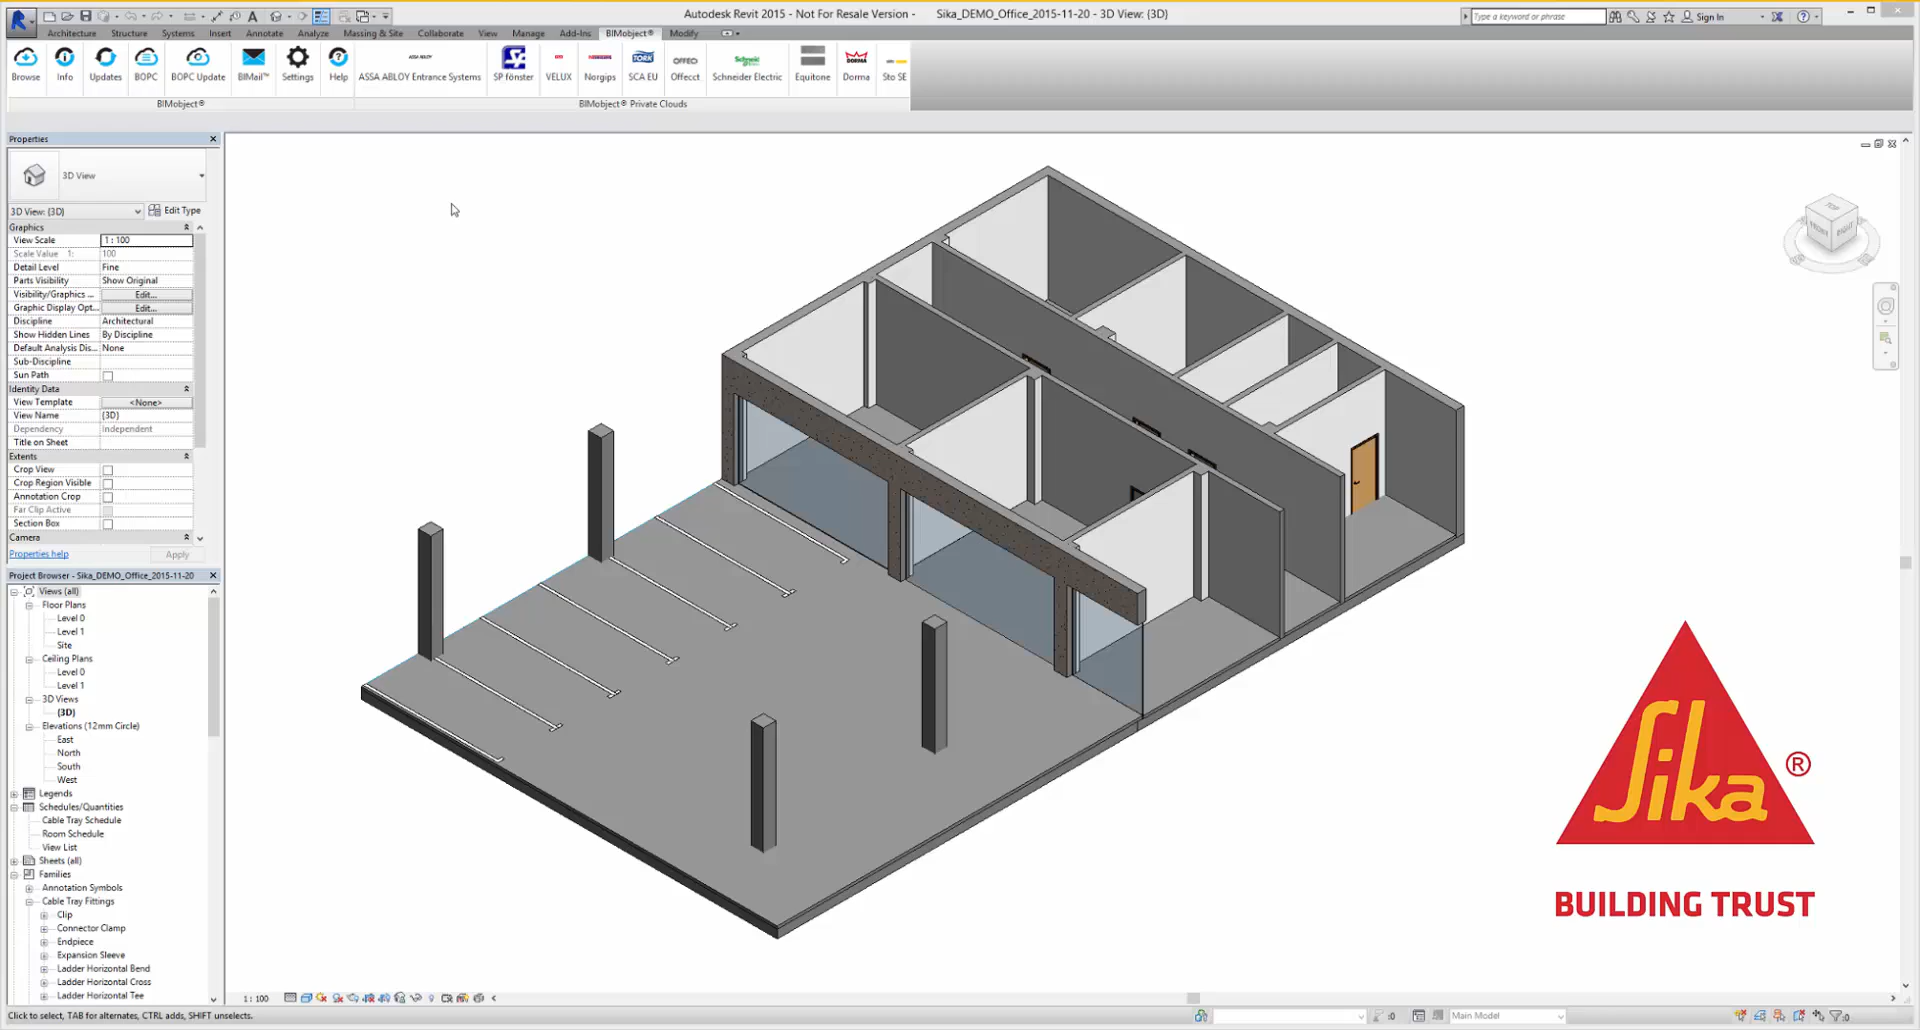 Autodesk Revit 2015 - Not For Resale Version - Sika_DEMO_Office_2015-11-20 - 3D View: {3D}
Type a keyword or phrase
Sign In
Architecture Structure Systems Insert Annotate Analyze Massing & Site Collaborate View Manage Add-Ins BIMobject® Modify
Browse Info Updates BOPC BOPC Update BIMail™ Settings Help ASSA ABLOY Entrance Systems SP fönster VELUX Norgips SCA EU Offecct Schneider Electric Equitone Dorma Sto SE
BIMobject® BIMobject® Private Clouds
Properties
3D View
3D View: {3D} Edit Type
Graphics
View Scale 1 : 100
Scale Value 1: 100
Detail Level Fine
Parts Visibility Show Original
Visibility/Graphics ... Edit...
Graphic Display Opt... Edit...
Discipline Architectural
Show Hidden Lines By Discipline
Default Analysis Dis... None
Sub-Discipline
Sun Path
Identity Data
View Template <None>
View Name {3D}
Dependency Independent
Title on Sheet
Extents
Crop View
Crop Region Visible
Annotation Crop
Far Clip Active
Section Box
Camera
Properties help Apply
Project Browser - Sika_DEMO_Office_2015-11-20
Views (all)
Floor Plans
Level 0
Level 1
Site
Ceiling Plans
Level 0
Level 1
3D Views
{3D}
Elevations (12mm Circle)
East
North
South
West
Legends
Schedules/Quantities
Cable Tray Schedule
Room Schedule
View List
Sheets (all)
Families
Annotation Symbols
Cable Tray Fittings
Clip
Connector Clamp
Endpiece
Expansion Sleeve
Ladder Horizontal Bend
Ladder Horizontal Cross
Ladder Horizontal Tee
TOP
FRONT
RIGHT
Sika ®
BUILDING TRUST
1 : 100
Click to select, TAB for alternates, CTRL adds, SHIFT unselects.
:0
Main Model
:0